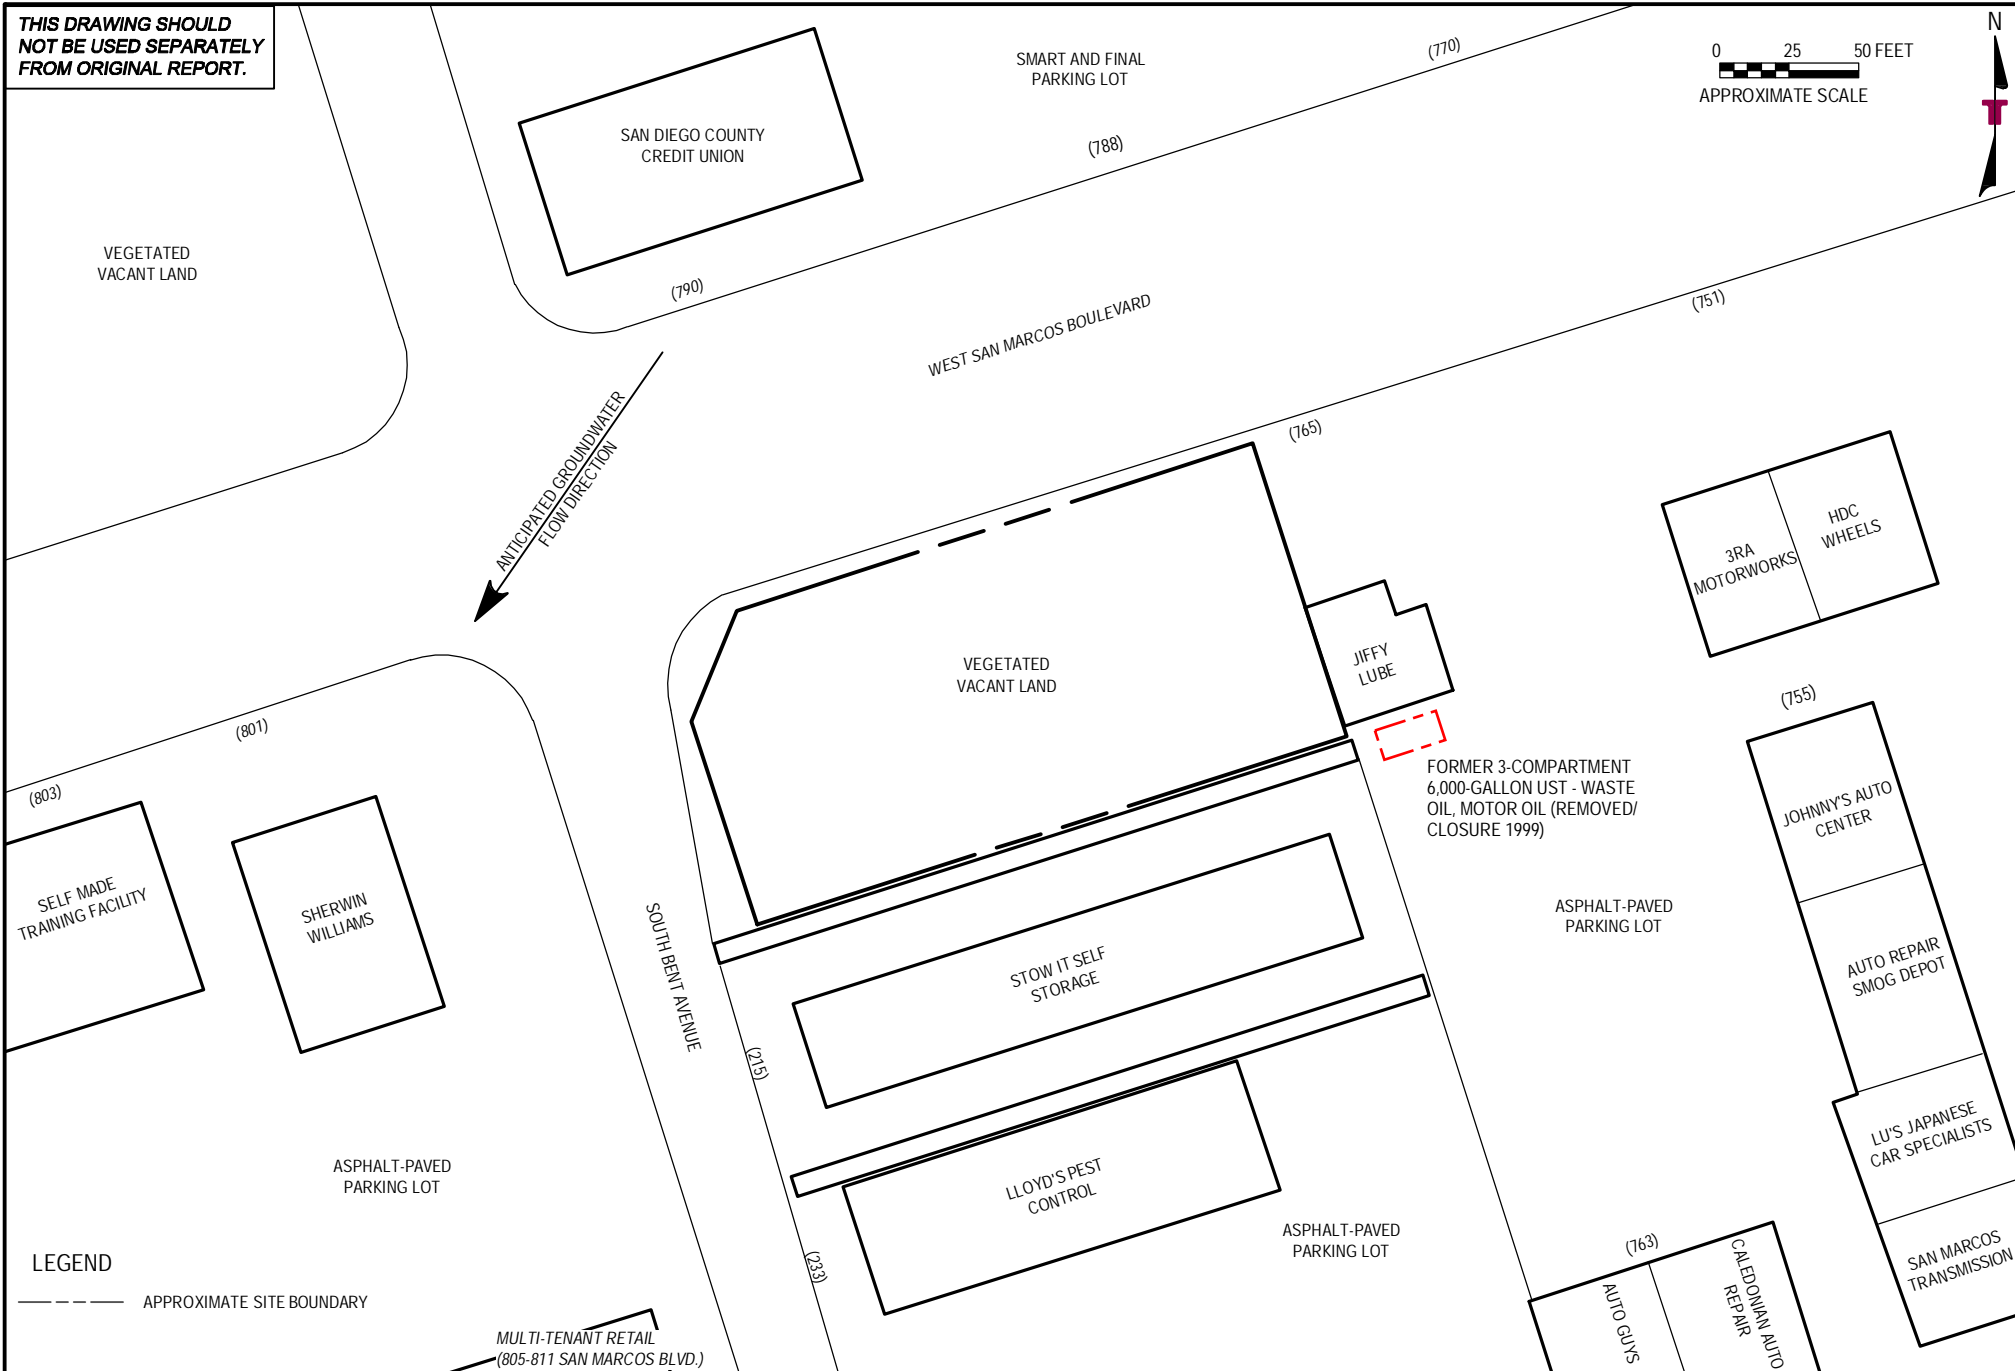 THIS DRAWING SHOULD
NOT BE USED SEPARATELY
FROM ORIGINAL REPORT.
SMART AND FINAL
PARKING LOT
(770)
0 25 50 FEET
APPROXIMATE SCALE
N
SAN DIEGO COUNTY
CREDIT UNION
(788)
VEGETATED
VACANT LAND
(790)
WEST SAN MARCOS BOULEVARD
(751)
ANTICIPATED GROUNDWATER
FLOW DIRECTION
(765)
3RA
MOTORWORKS
HDC
WHEELS
VEGETATED
VACANT LAND
JIFFY
LUBE
(755)
(801)
(803)
FORMER 3-COMPARTMENT
6,000-GALLON UST - WASTE
OIL, MOTOR OIL (REMOVED/
CLOSURE 1999)
JOHNNY'S AUTO
CENTER
SELF MADE
TRAINING FACILITY
SHERWIN
WILLIAMS
SOUTH BENT AVENUE
STOW IT SELF
STORAGE
ASPHALT-PAVED
PARKING LOT
AUTO REPAIR
SMOG DEPOT
(215)
LU'S JAPANESE
CAR SPECIALISTS
ASPHALT-PAVED
PARKING LOT
LLOYD'S PEST
CONTROL
ASPHALT-PAVED
PARKING LOT
(233)
(763)
SAN MARCOS
TRANSMISSION
AUTO GUYS
CALEDONIAN AUTO
REPAIR
LEGEND
APPROXIMATE SITE BOUNDARY
MULTI-TENANT RETAIL
(805-811 SAN MARCOS BLVD.)